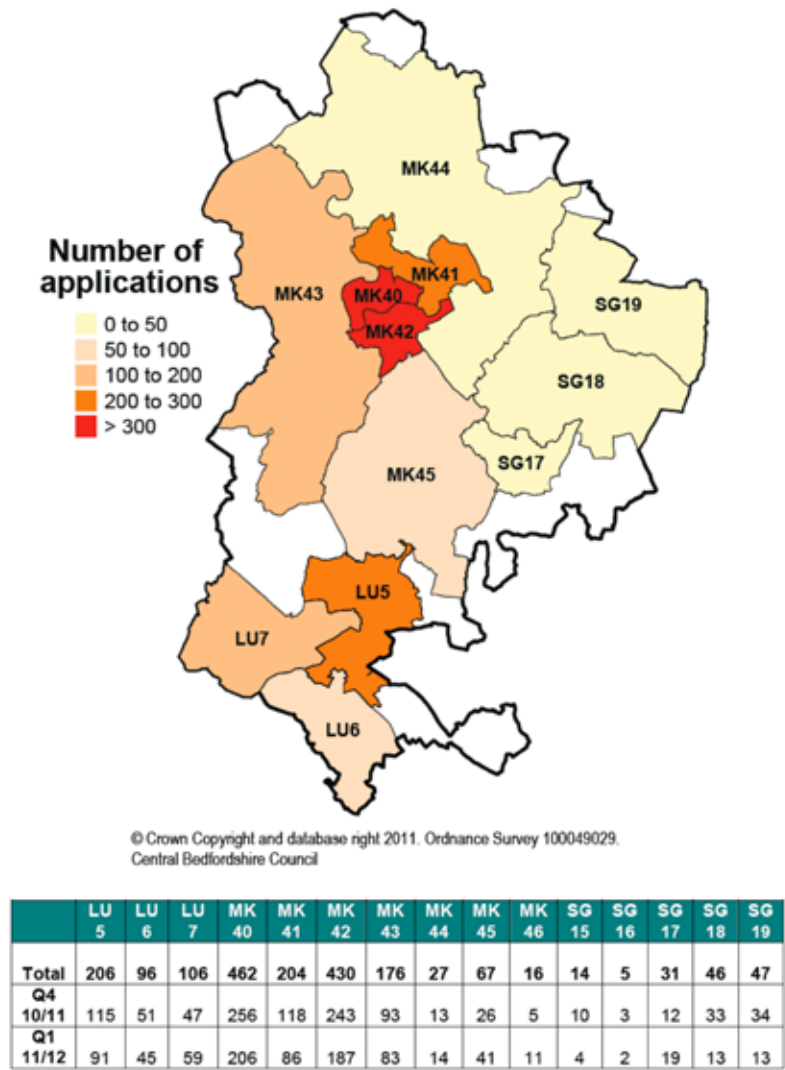 MK44
Number of
applications
0 to 50
50 to 100
100 to 200
200 to 300
> 300
MK43
MK41
MK40
MK42
SG19
SG18
SG17
MK45
LU5
LU7
LU6
© Crown Copyright and database right 2011. Ordnance Survey 100049029.
Central Bedfordshire Council
LU 5 LU 6 LU 7 MK 40 MK 41 MK 42 MK 43 MK 44 MK 45 MK 46 SG 15 SG 16 SG 17 SG 18 SG 19
Total 206 96 106 462 204 430 176 27 67 16 14 5 31 46 47
Q4 10/11 115 51 47 256 118 243 93 13 26 5 10 3 12 33 34
Q1 11/12 91 45 59 206 86 187 83 14 41 11 4 2 19 13 13